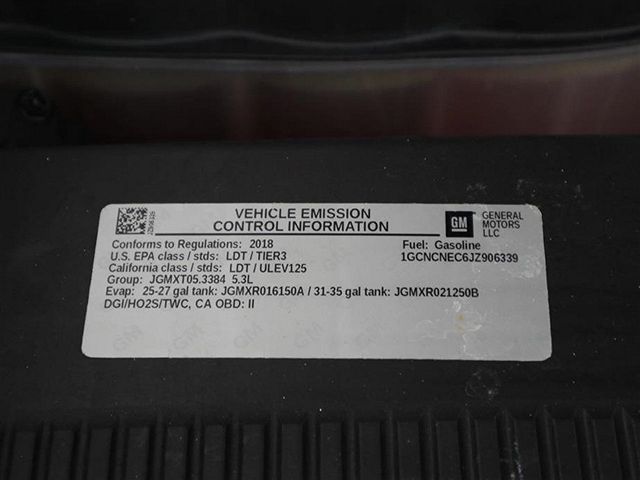 VEHICLE EMISSION
CONTROL INFORMATION
GM
GENERAL
MOTORS
LLC
Conforms to Regulations: 2018
Fuel: Gasoline
U.S. EPA class / stds: LDT / TIER3
1GCNCNEC6JZ906339
California class / stds: LDT / ULEV125
Group: JGMXT05.3384 5.3L
Evap: 25-27 gal tank: JGMXR016150A / 31-35 gal tank: JGMXR021250B
DGI/HO2S/TWC, CA OBD: II